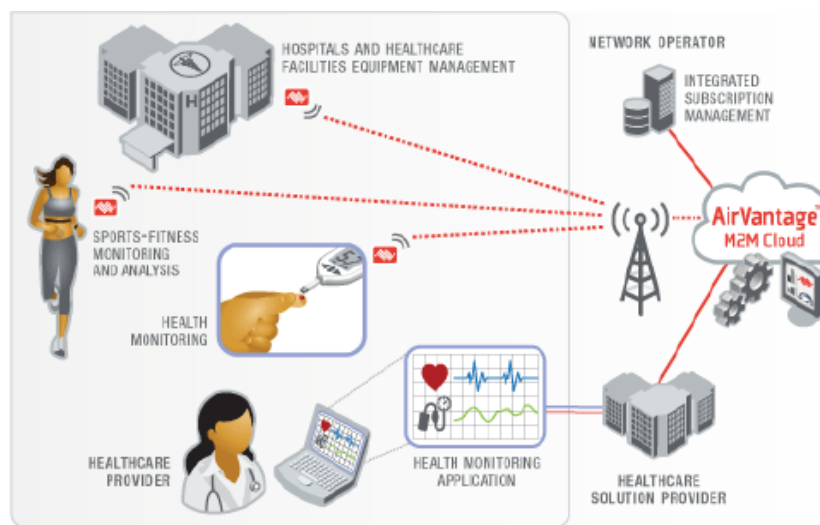 HOSPITALS AND HEALTHCARE
FACILITIES EQUIPMENT MANAGEMENT
H
NETWORK OPERATOR
INTEGRATED
SUBSCRIPTION
MANAGEMENT
AirVantage™
M2M Cloud
SPORTS-FITNESS
MONITORING
AND ANALYSIS
HEALTH
MONITORING
HEALTHCARE
PROVIDER
HEALTH MONITORING
APPLICATION
HEALTHCARE
SOLUTION PROVIDER